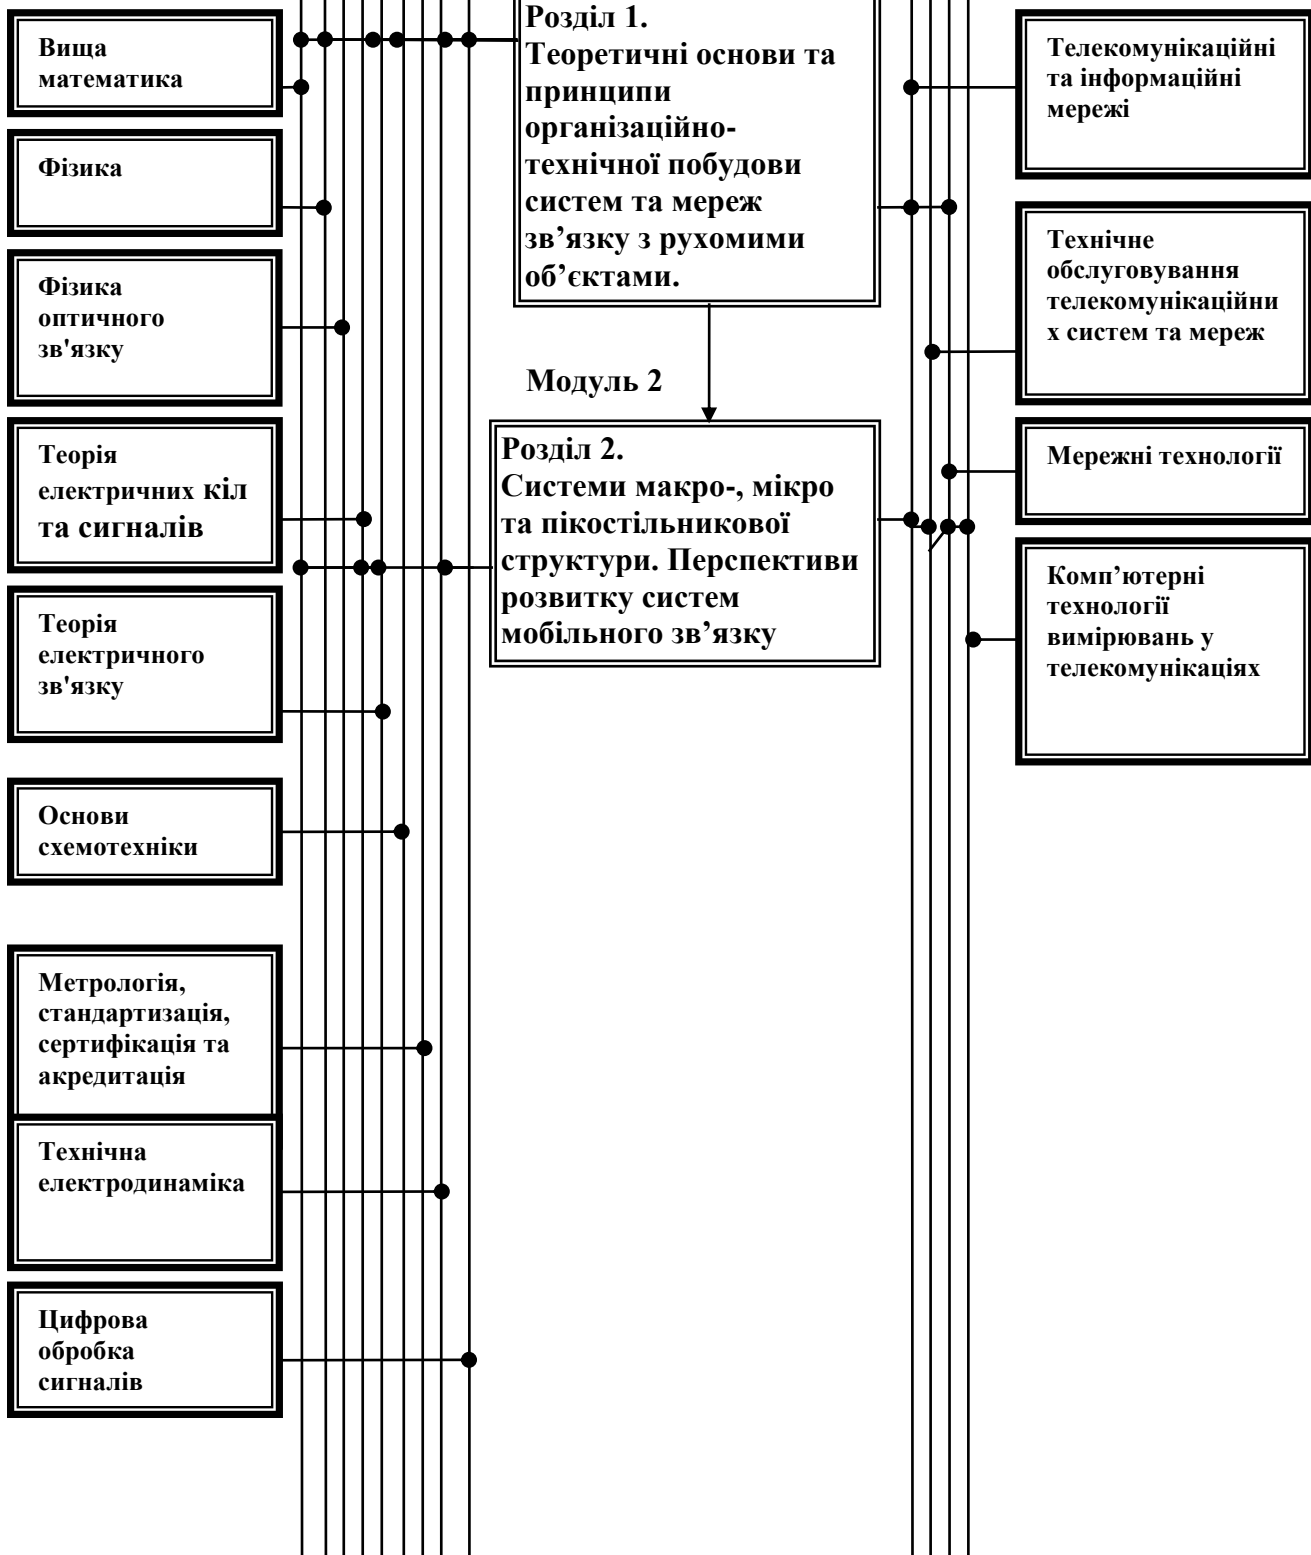 Вища
математика
Фізика
Фізика
оптичного
зв'язку
Теорія
електричних кіл
та сигналів
Теорія
електричного
зв'язку
Основи
схемотехніки
Метрологія,
стандартизація,
сертифікація та
акредитація
Технічна
електродинаміка
Цифрова
обробка
сигналів
Розділ 1.
Теоретичні основи та
принципи
організаційно-
технічної побудови
систем та мереж
зв’язку з рухомими
об’єктами.
Модуль 2
Розділ 2.
Системи макро-, мікро
та пікостільникової
структури. Перспективи
розвитку систем
мобільного зв’язку
Телекомунікаційні
та інформаційні
мережі
Технічне
обслуговування
телекомунікаційни
х систем та мереж
Мережні технології
Комп’ютерні
технології
вимірювань у
телекомунікаціях